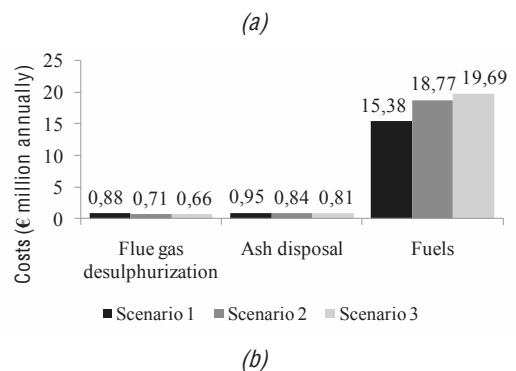 (a)
Costs (€ million annually)
25
20
15
10
5
0
0,88 0,71 0,66
0,95 0,84 0,81
15,38 18,77 19,69
Flue gas
desulphurization
Ash disposal
Fuels
Scenario 1 Scenario 2 Scenario 3
(b)